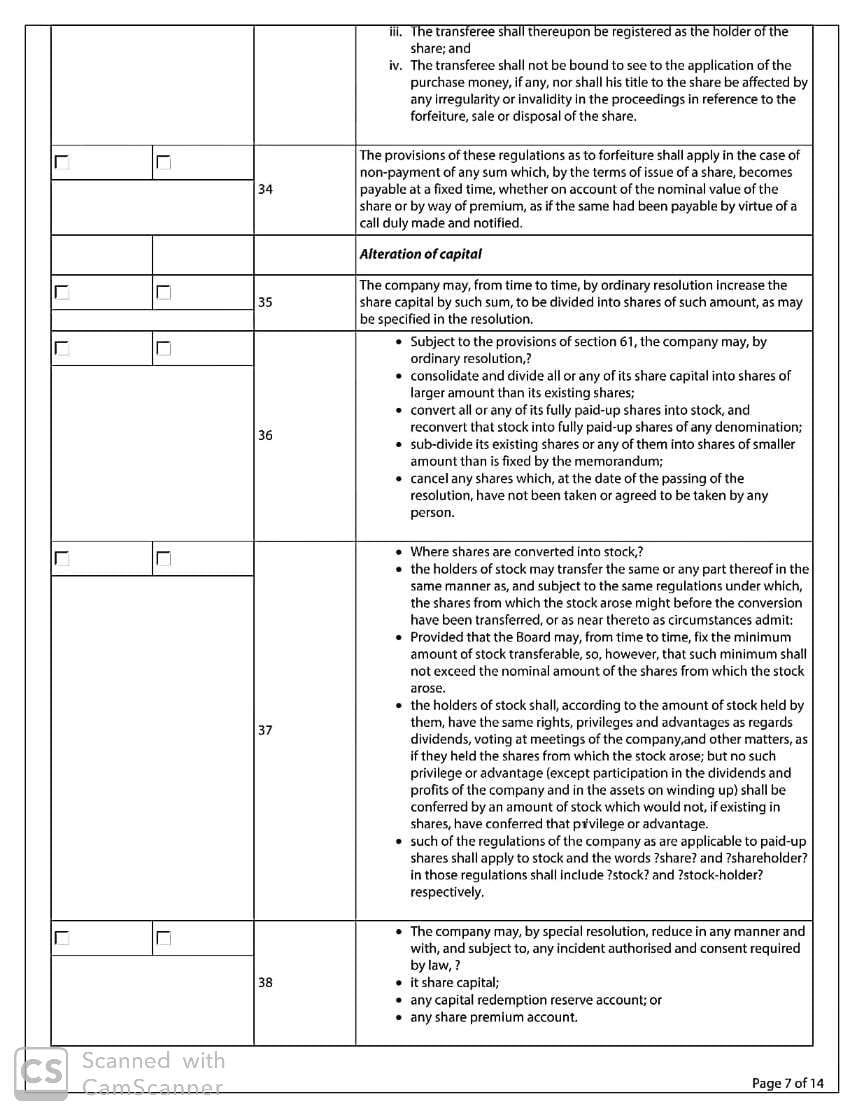 iii. The transferee shall thereupon be registered as the holder of the
share; and
iv. The transferee shall not be bound to see to the application of the
purchase money, if any, nor shall his title to the share be affected by
any irregularity or invalidity in the proceedings in reference to the
forfeiture, sale or disposal of the share.
34
The provisions of these regulations as to forfeiture shall apply in the case of
non-payment of any sum which, by the terms of issue of a share, becomes
payable at a fixed time, whether on account of the nominal value of the
share or by way of premium, as if the same had been payable by virtue of a
call duly made and notified.
Alteration of capital
35
The company may, from time to time, by ordinary resolution increase the
share capital by such sum, to be divided into shares of such amount, as may
be specified in the resolution.
36
• Subject to the provisions of section 61, the company may, by
ordinary resolution,?
• consolidate and divide all or any of its share capital into shares of
larger amount than its existing shares;
• convert all or any of its fully paid-up shares into stock, and
reconvert that stock into fully paid-up shares of any denomination;
• sub-divide its existing shares or any of them into shares of smaller
amount than is fixed by the memorandum;
• cancel any shares which, at the date of the passing of the
resolution, have not been taken or agreed to be taken by any
person.
37
• Where shares are converted into stock,?
• the holders of stock may transfer the same or any part thereof in the
same manner as, and subject to the same regulations under which,
the shares from which the stock arose might before the conversion
have been transferred, or as near thereto as circumstances admit:
• Provided that the Board may, from time to time, fix the minimum
amount of stock transferable, so, however, that such minimum shall
not exceed the nominal amount of the shares from which the stock
arose.
• the holders of stock shall, according to the amount of stock held by
them, have the same rights, privileges and advantages as regards
dividends, voting at meetings of the company,and other matters, as
if they held the shares from which the stock arose; but no such
privilege or advantage (except participation in the dividends and
profits of the company and in the assets on winding up) shall be
conferred by an amount of stock which would not, if existing in
shares, have conferred that privilege or advantage.
• such of the regulations of the company as are applicable to paid-up
shares shall apply to stock and the words ?share? and ?shareholder?
in those regulations shall include ?stock? and ?stock-holder?
respectively.
38
• The company may, by special resolution, reduce in any manner and
with, and subject to, any incident authorised and consent required
by law, ?
• it share capital;
• any capital redemption reserve account; or
• any share premium account.
CS Scanned with
CamScanner
Page 7 of 14